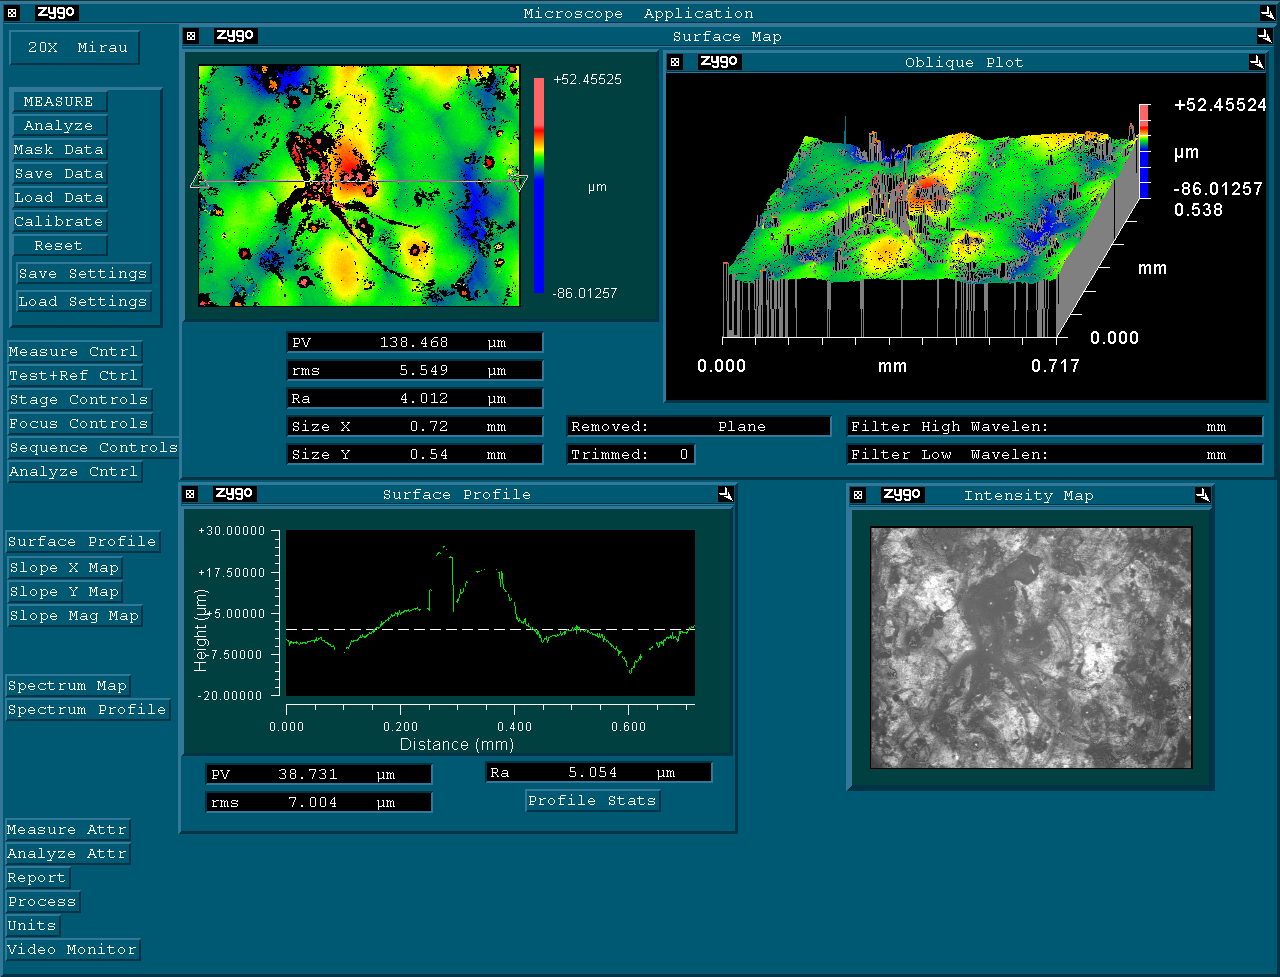 zygo Microscope Application
20X Mirau
MEASURE
Analyze
Mask Data
Save Data
Load Data
Calibrate
Reset
Save Settings
Load Settings
Measure Cntrl
Test+Ref Ctrl
Stage Controls
Focus Controls
Sequence Controls
Analyze Cntrl
Surface Profile
Slope X Map
Slope Y Map
Slope Mag Map
Spectrum Map
Spectrum Profile
Measure Attr
Analyze Attr
Report
Process
Units
Video Monitor
zygo Surface Map
+52.45525
µm
-86.01257
zygo Oblique Plot
+52.45524
µm
-86.01257
0.538
mm
0.000
0.000 mm 0.717
PV 138.468 µm
rms 5.549 µm
Ra 4.012 µm
Size X 0.72 mm
Size Y 0.54 mm
Removed: Plane
Trimmed: 0
Filter High Wavelen: mm
Filter Low Wavelen: mm
zygo Surface Profile
+30.00000
+17.50000
+5.00000
-7.50000
-20.00000
Height (µm)
0.000 0.200 0.400 0.600
Distance (mm)
PV 38.731 µm
rms 7.004 µm
Ra 5.054 µm
Profile Stats
zygo Intensity Map